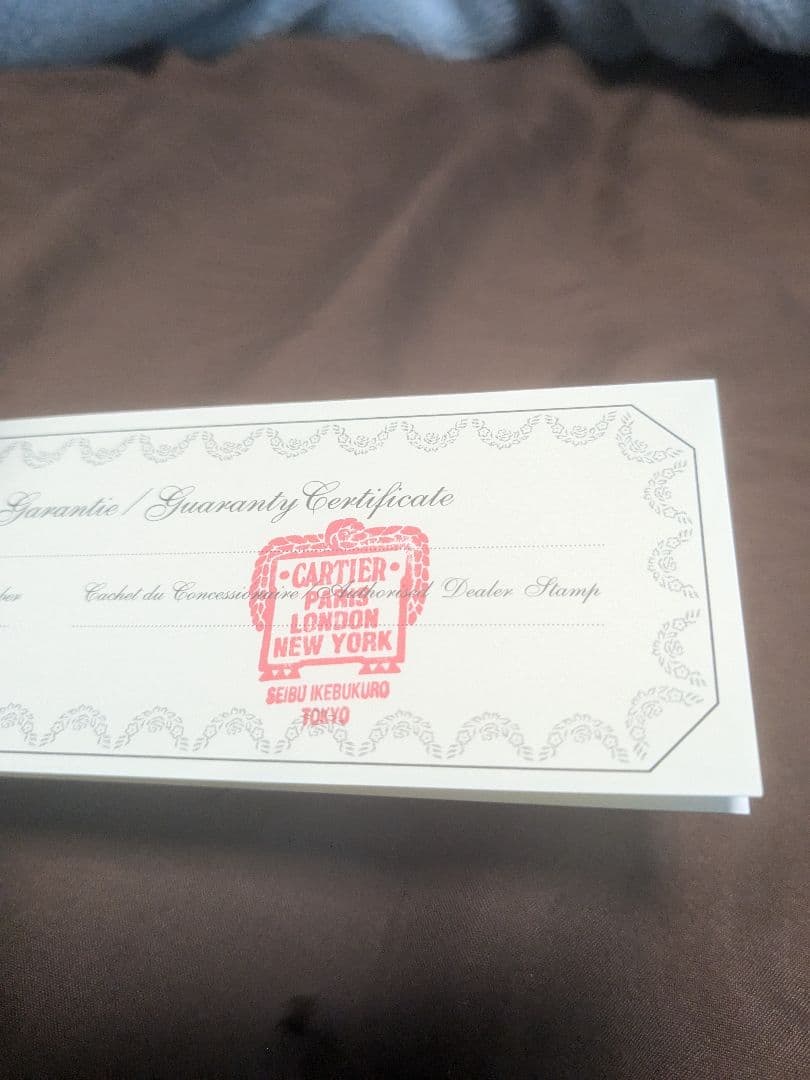 Garantie / Guaranty Certificate
Cachet du Concessionnaire / Authorised Dealer Stamp
• CARTIER •
PARIS
LONDON
NEW YORK
SEIBU IKEBUKURO
TOKYO